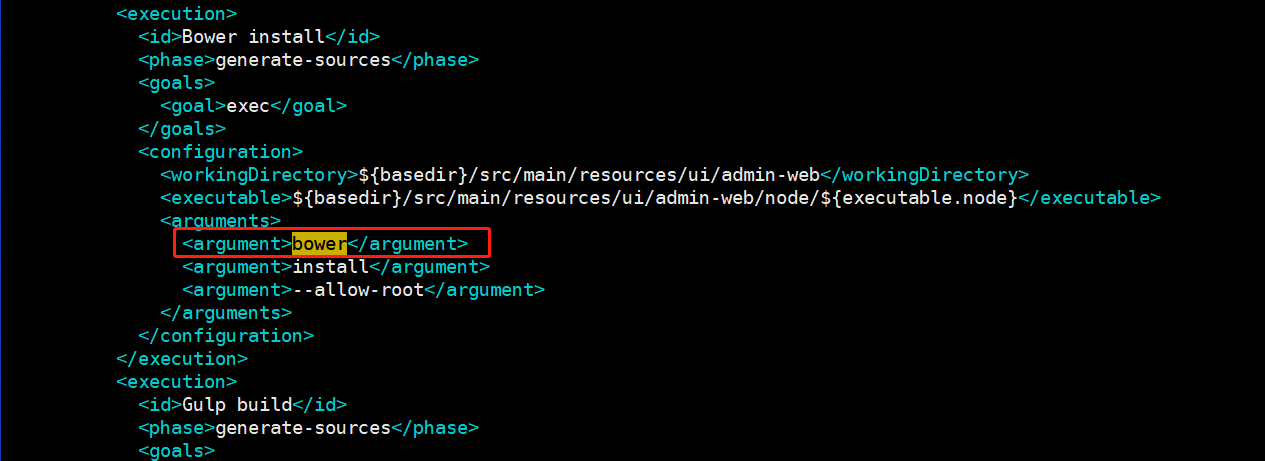 <execution>
<id>Bower install</id>
<phase>generate-sources</phase>
<goals>
<goal>exec</goal>
</goals>
<configuration>
<workingDirectory>${basedir}/src/main/resources/ui/admin-web</workingDirectory>
<executable>${basedir}/src/main/resources/ui/admin-web/node/${executable.node}</executable>
<arguments>
<argument>bower</argument>
<argument>install</argument>
<argument>--allow-root</argument>
</arguments>
</configuration>
</execution>
<execution>
<id>Gulp build</id>
<phase>generate-sources</phase>
<goals>